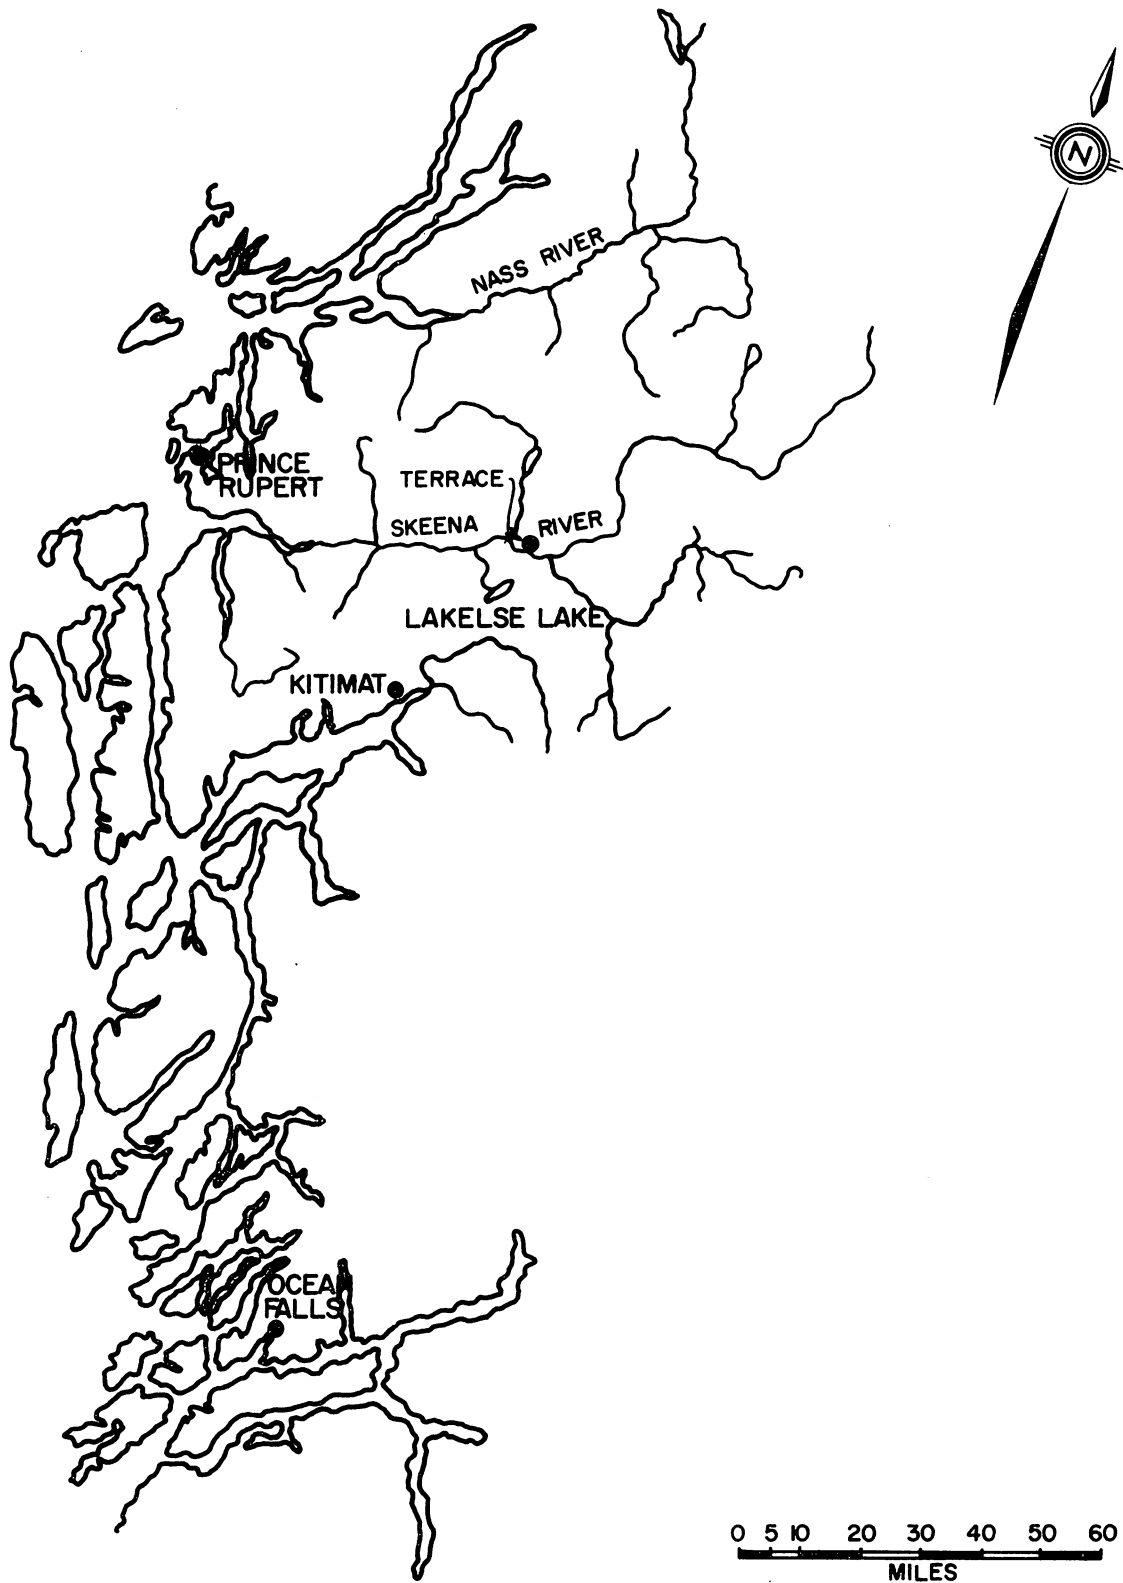 N
NASS RIVER
PRINCE
RUPERT
TERRACE
SKEENA RIVER
LAKELSE LAKE
KITIMAT
OCEAN
FALLS
0 5 10 20 30 40 50 60
MILES